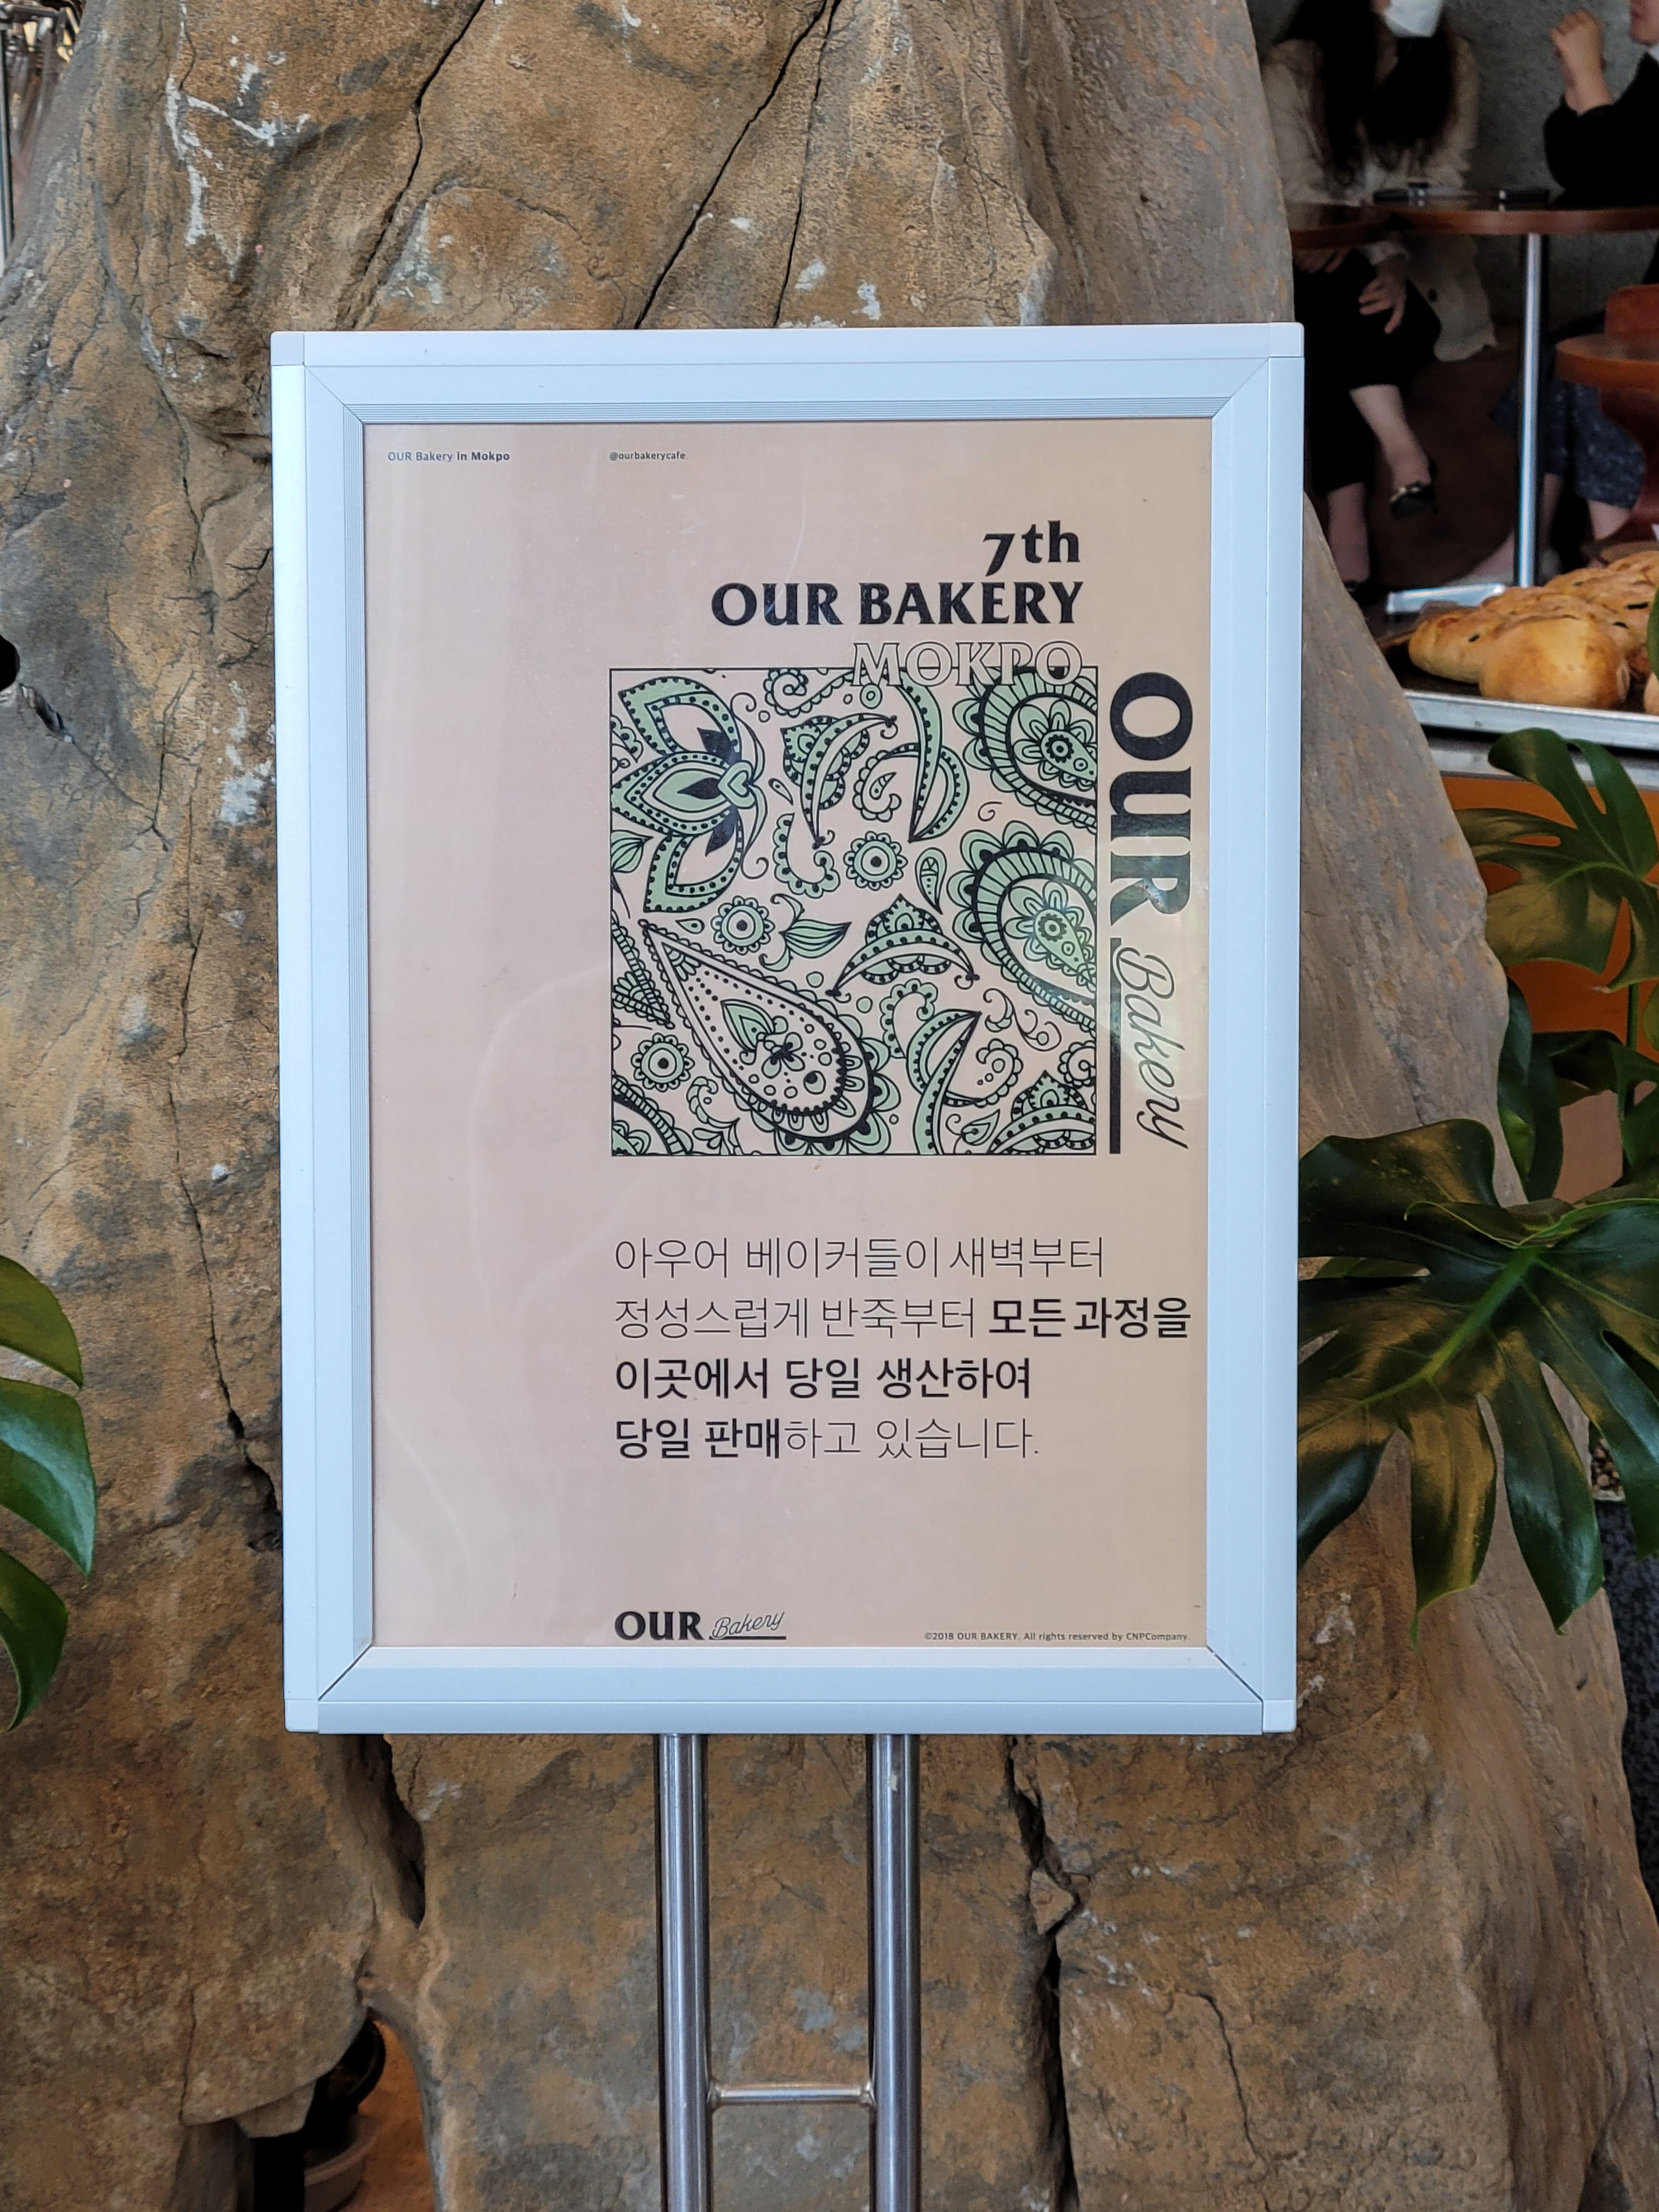 OUR Bakery in Mokpo
@ourbakerycafe
7th
OUR BAKERY
MOKPO
OUR Bakery
아우어 베이커들이 새벽부터
정성스럽게 반죽부터 모든 과정을
이곳에서 당일 생산하여
당일 판매하고 있습니다.
OUR Bakery
©2018 OUR BAKERY. All rights reserved by CNPCompany.